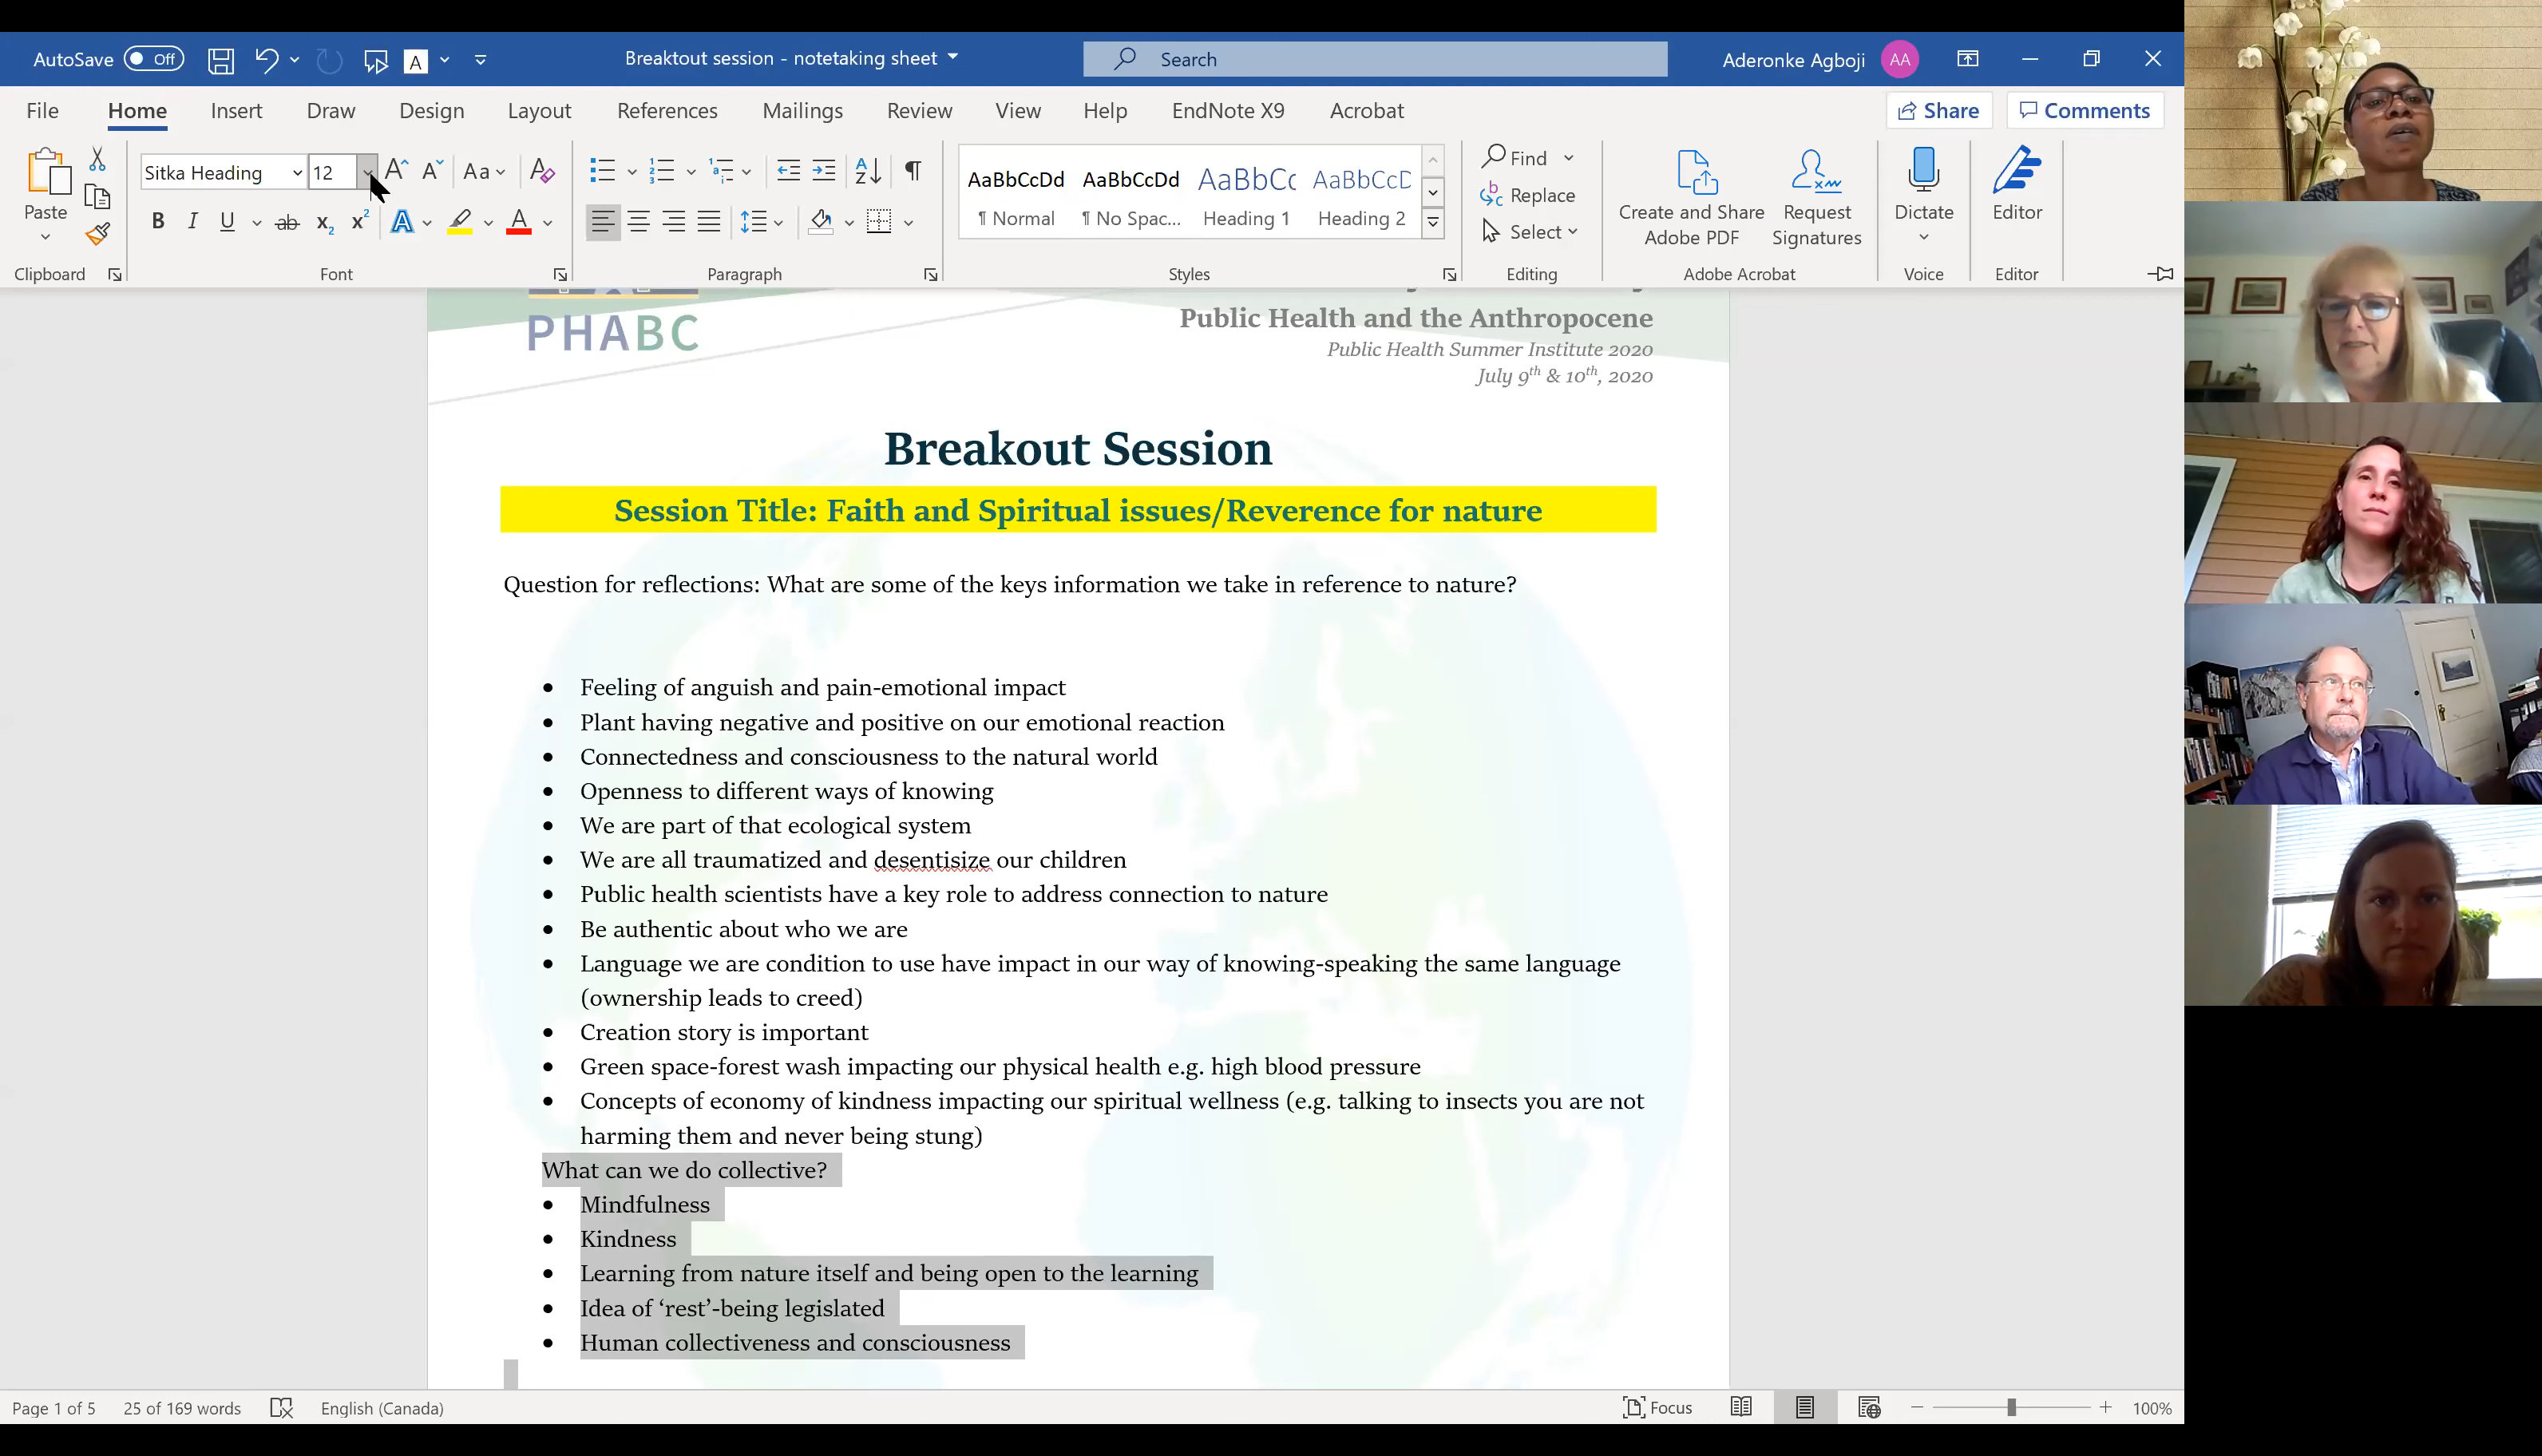 AutoSave Off Breaktout session - notetaking sheet Search Aderonke Agboji AA
File Home Insert Draw Design Layout References Mailings Review View Help EndNote X9 Acrobat Share Comments
Paste
Clipboard
Sitka Heading 12
Font
Paragraph
AaBbCcDd AaBbCcDd AaBbCc AaBbCcD
¶ Normal ¶ No Spac... Heading 1 Heading 2
Styles
Find
Replace
Select
Editing
Create and Share Adobe PDF
Request Signatures
Adobe Acrobat
Dictate
Voice
Editor
Editor
PHABC
Public Health and the Anthropocene
Public Health Summer Institute 2020
July 9th & 10th, 2020
Breakout Session
Session Title: Faith and Spiritual issues/Reverence for nature
Question for reflections: What are some of the keys information we take in reference to nature?
• Feeling of anguish and pain-emotional impact
• Plant having negative and positive on our emotional reaction
• Connectedness and consciousness to the natural world
• Openness to different ways of knowing
• We are part of that ecological system
• We are all traumatized and desentisize our children
• Public health scientists have a key role to address connection to nature
• Be authentic about who we are
• Language we are condition to use have impact in our way of knowing-speaking the same language
(ownership leads to creed)
• Creation story is important
• Green space-forest wash impacting our physical health e.g. high blood pressure
• Concepts of economy of kindness impacting our spiritual wellness (e.g. talking to insects you are not
harming them and never being stung)
What can we do collective?
• Mindfulness
• Kindness
• Learning from nature itself and being open to the learning
• Idea of ‘rest’-being legislated
• Human collectiveness and consciousness
Page 1 of 5 25 of 169 words English (Canada) Focus 100%